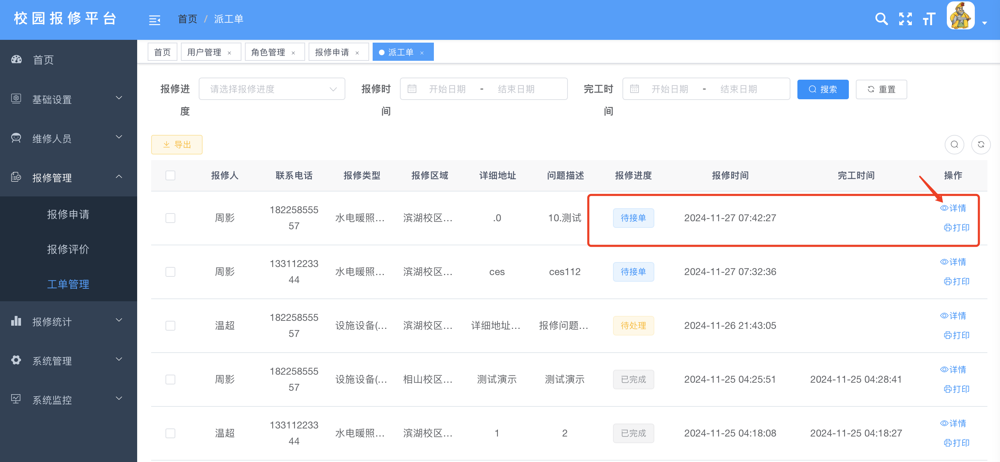 校园报修平台
首页 / 派工单
首页
用户管理 ×
角色管理 ×
报修申请 ×
派工单 ×
首页
基础设置
维修人员
报修管理
报修申请
报修评价
工单管理
报修统计
系统管理
系统监控
报修进度
请选择报修进度
报修时间
开始日期 - 结束日期
完工时间
开始日期 - 结束日期
搜索
重置
导出
报修人 联系电话 报修类型 报修区域 详细地址 问题描述 报修进度 报修时间 完工时间 操作
周影 18225855557 水电暖照... 滨湖校区... .0 10.测试 待接单 2024-11-27 07:42:27 详情 打印
周影 13311223344 水电暖照... 滨湖校区... ces ces112 待接单 2024-11-27 07:32:36 详情 打印
温超 18225855557 设施设备(... 滨湖校区... 详细地址... 报修问题... 待处理 2024-11-26 21:43:05 详情 打印
周影 18225855557 设施设备(... 相山校区... 测试演示 测试演示 已完成 2024-11-25 04:25:51 2024-11-25 04:28:41 详情 打印
温超 13311223344 水电暖照... 滨湖校区... 1 2 已完成 2024-11-25 04:18:08 2024-11-25 04:18:27 详情 打印